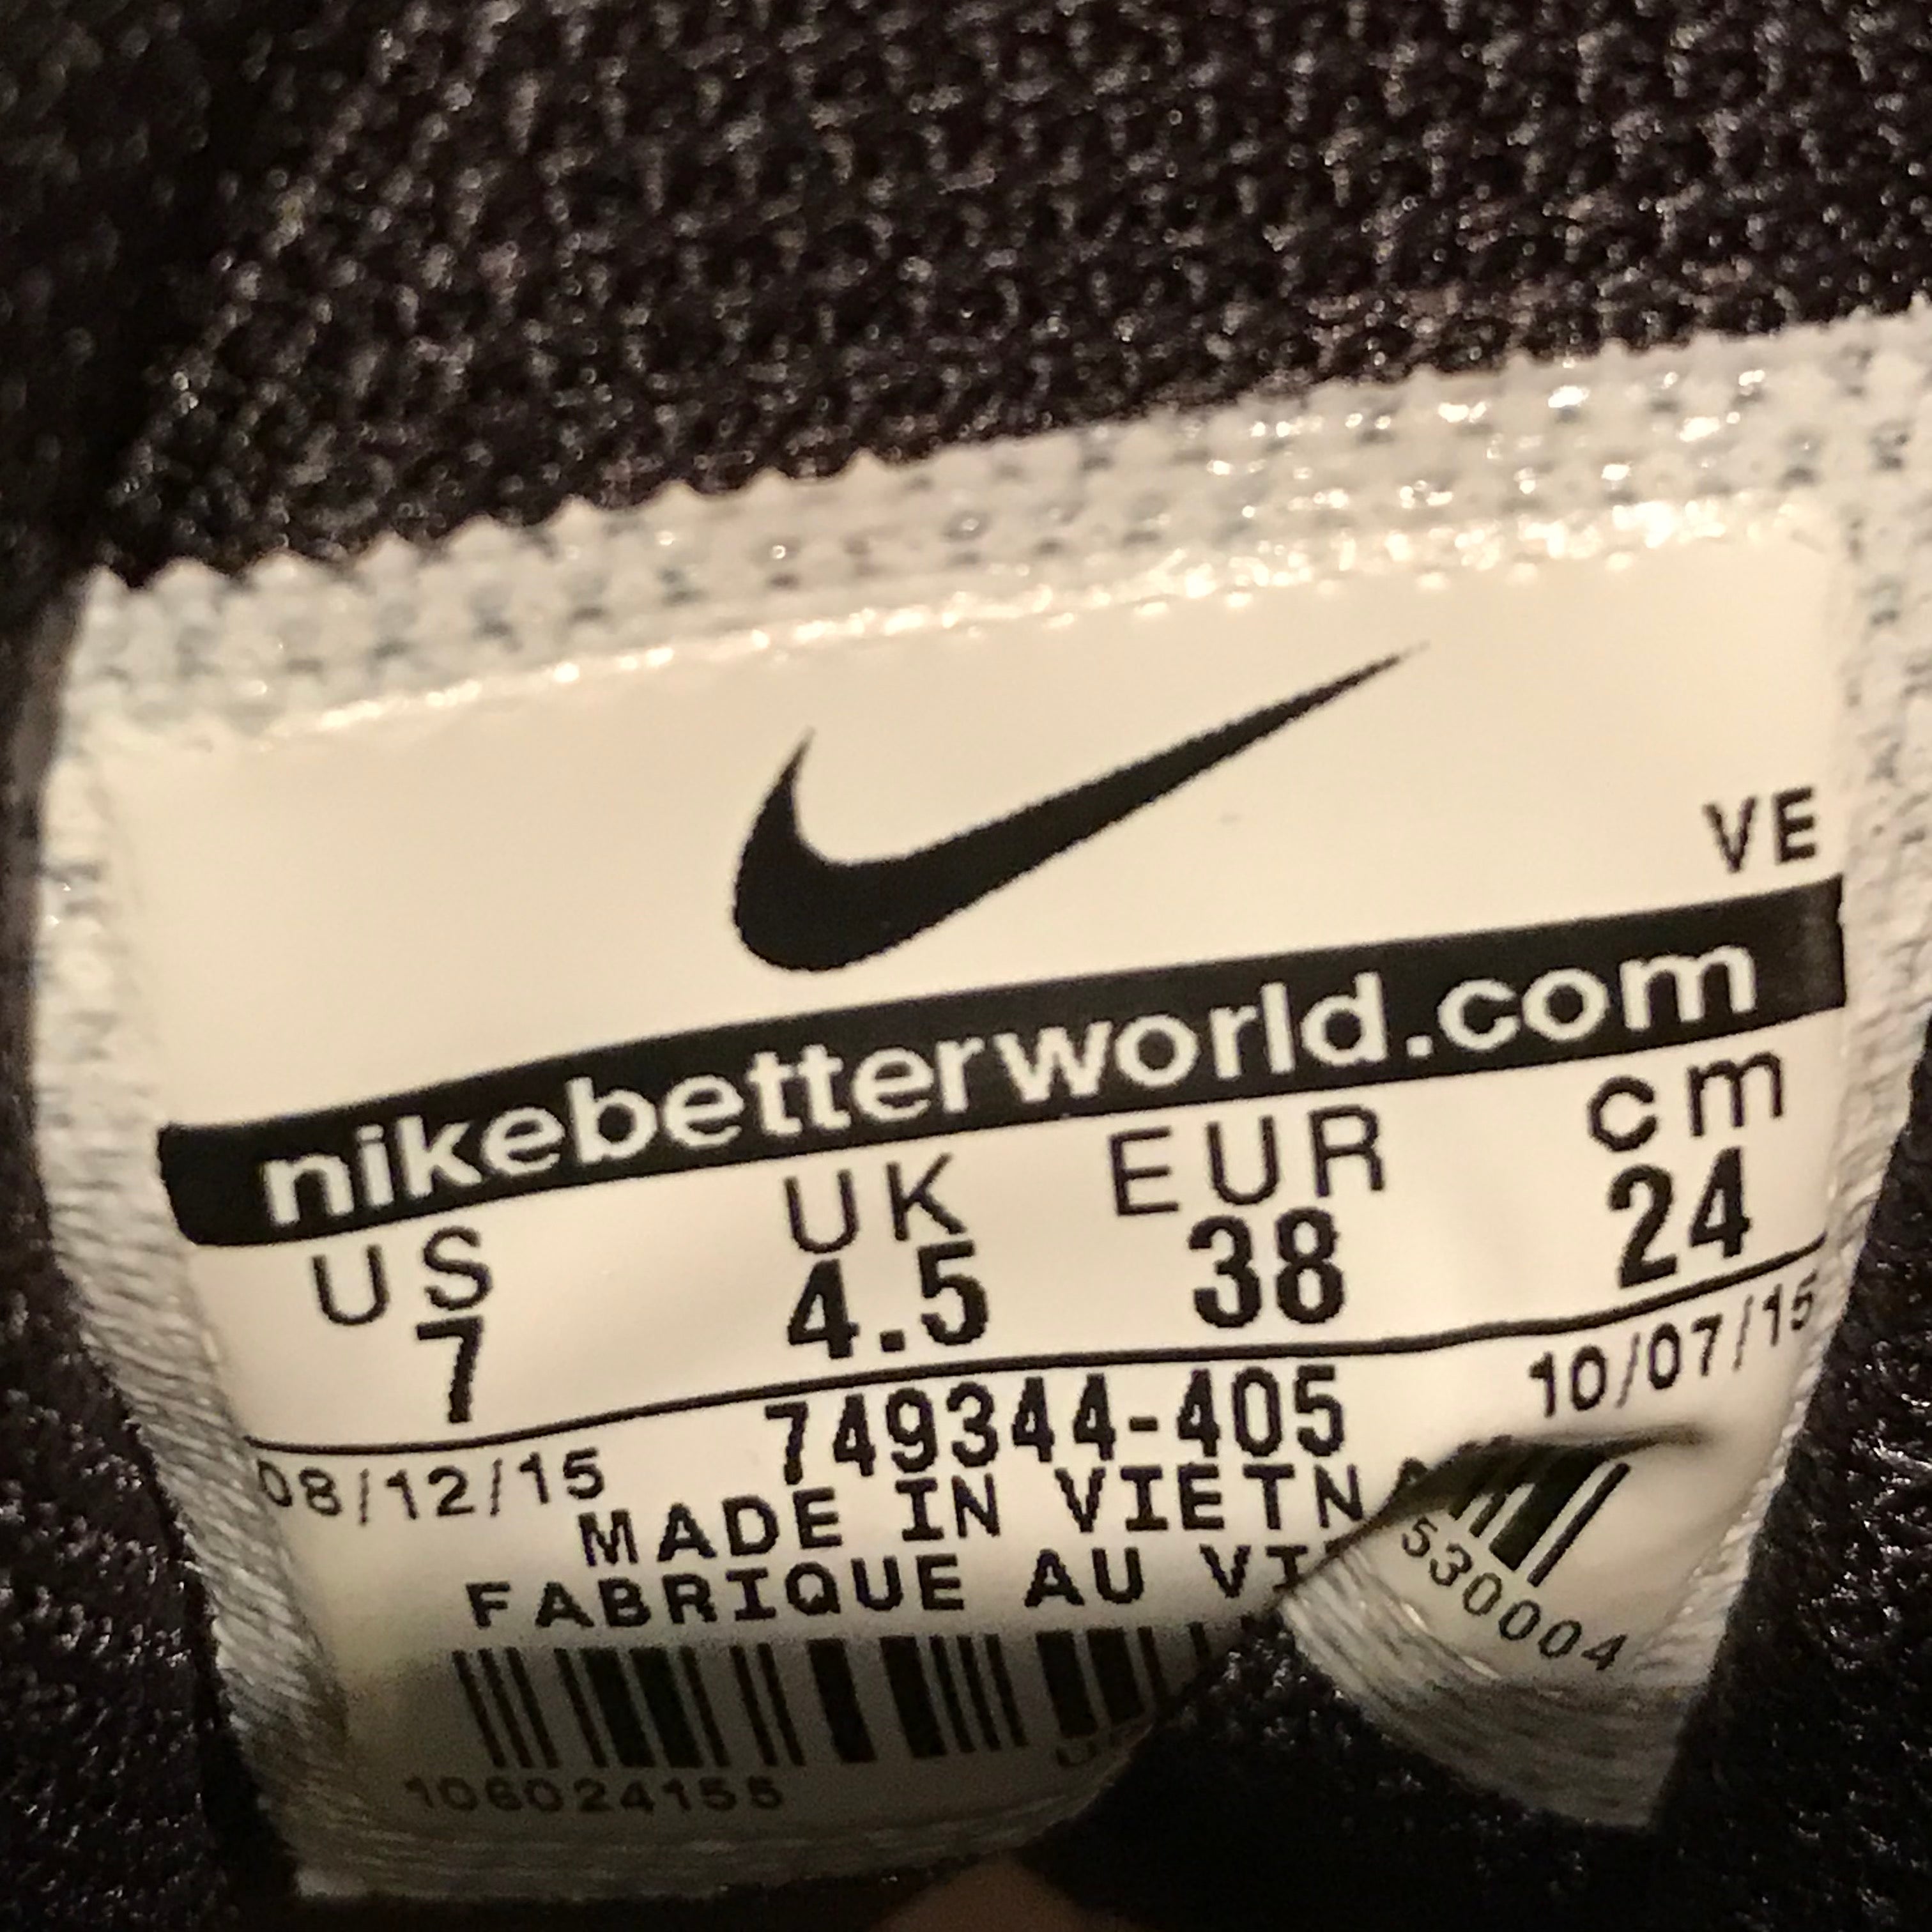 VE
nikebetterworld.com
US UK EUR cm
7 4.5 38 24
08/12/15 749344-405 10/07/15
MADE IN VIETNA
FABRIQUE AU VI
530004
106024155